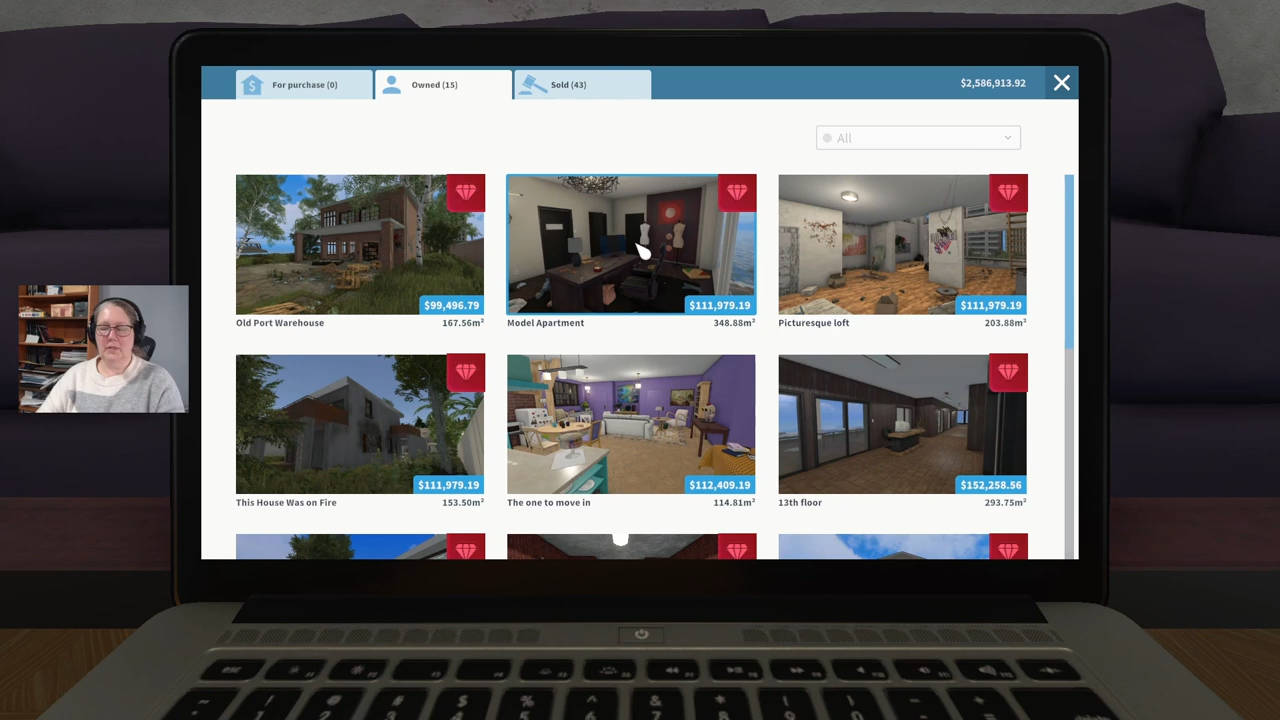 For purchase (0)
Owned (15)
Sold (43)
$2,586,913.92
All
$99,496.79
$111,979.19
$111,979.19
Old Port Warehouse 167.56m²
Model Apartment 348.88m²
Picturesque loft 203.88m²
$111,979.19
$112,409.19
$152,258.56
This House Was on Fire 153.50m²
The one to move in 114.81m²
13th floor 293.75m²